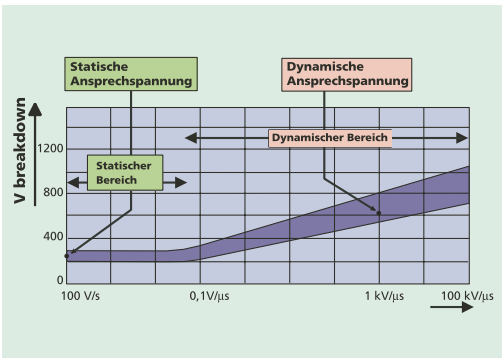 Statische
Ansprechspannung
Dynamische
Ansprechspannung
V breakdown
Dynamischer Bereich
1200
Statischer
Bereich
800
400
0
100 V/s
0,1V/µs
1 kV/µs
100 kV/µs